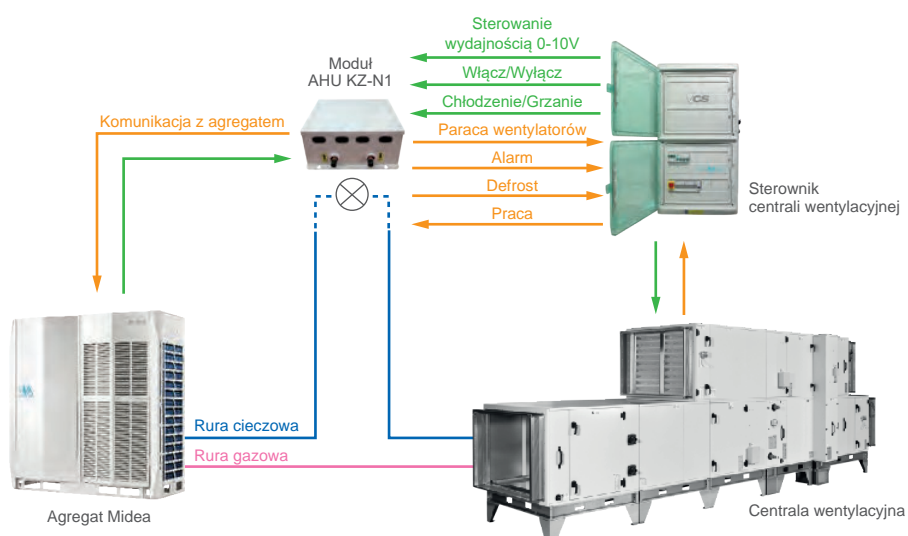 Sterowanie
wydajnością 0-10V
Moduł
AHU KZ-N1
Włącz/Wyłącz
Chłodzenie/Grzanie
Komunikacja z agregatem
Paraca wentylatorów
Alarm
Defrost
Praca
Sterownik
centrali wentylacyjnej
Rura cieczowa
Rura gazowa
Agregat Midea
Centrala wentylacyjna